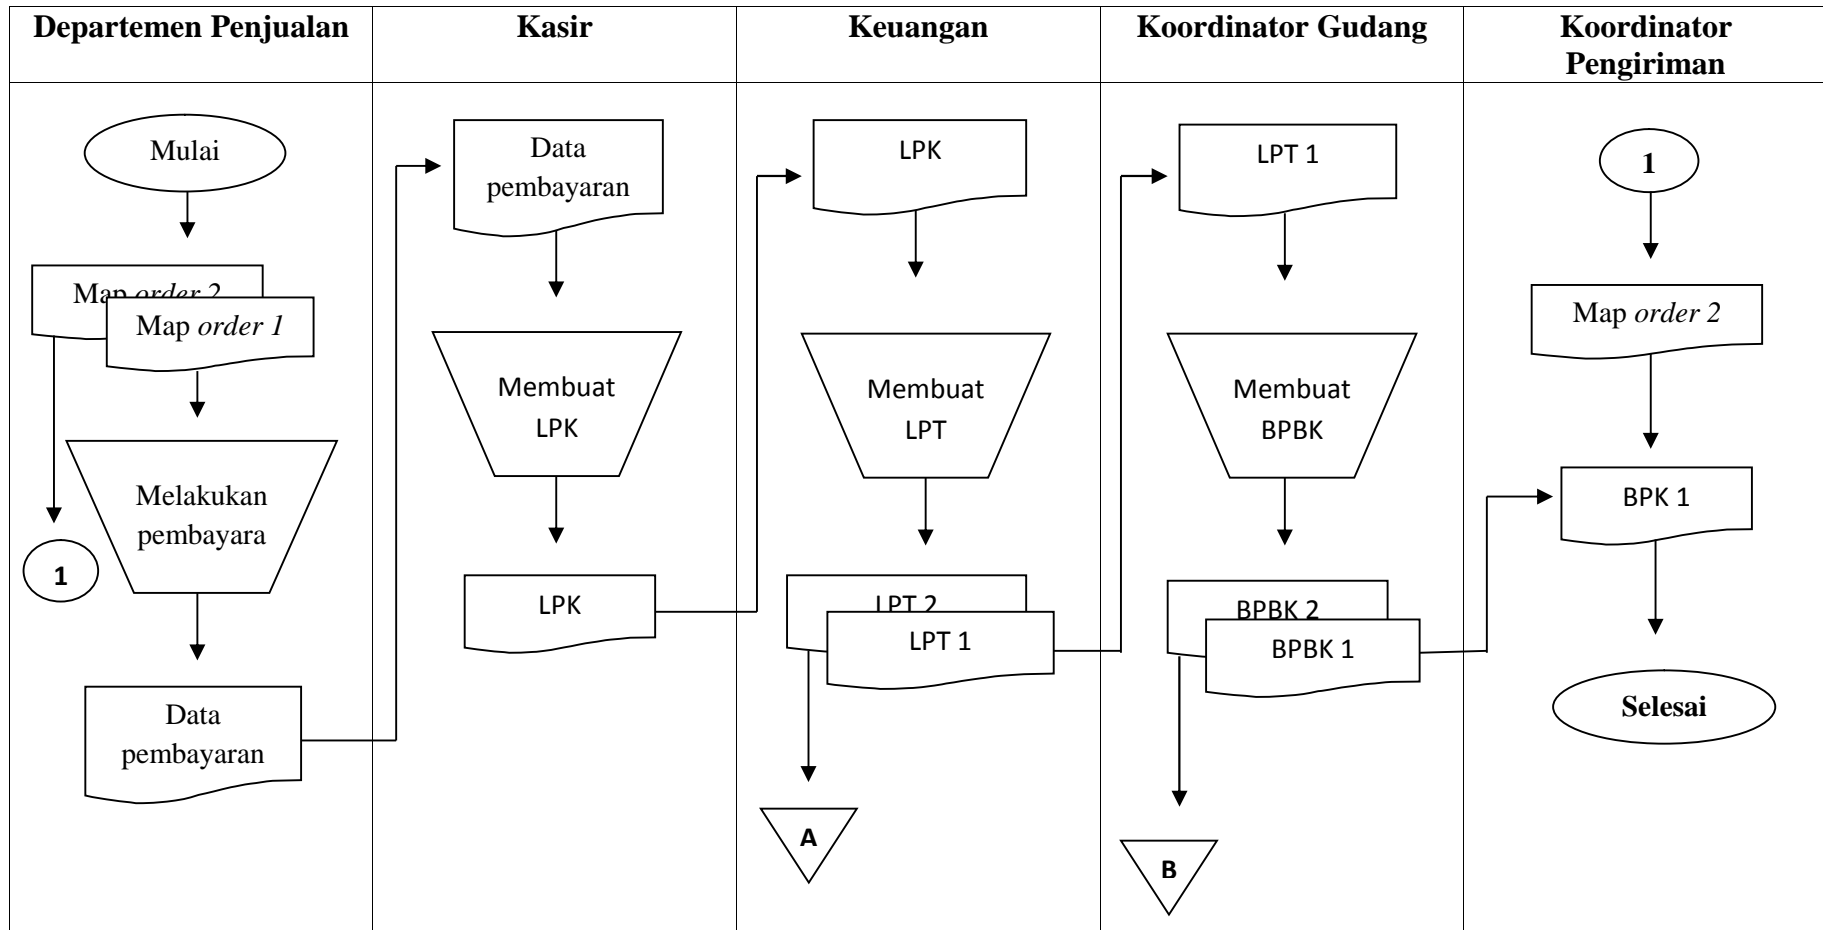 Departemen Penjualan
Kasir
Keuangan
Koordinator Gudang
Koordinator
Pengiriman
Mulai
Map order 2
Map order 1
Melakukan
pembayara
1
Data
pembayaran
Data
pembayaran
Membuat
LPK
LPK
LPK
Membuat
LPT
LPT 2
LPT 1
A
LPT 1
Membuat
BPBK
BPBK 2
BPBK 1
B
1
Map order 2
BPK 1
Selesai